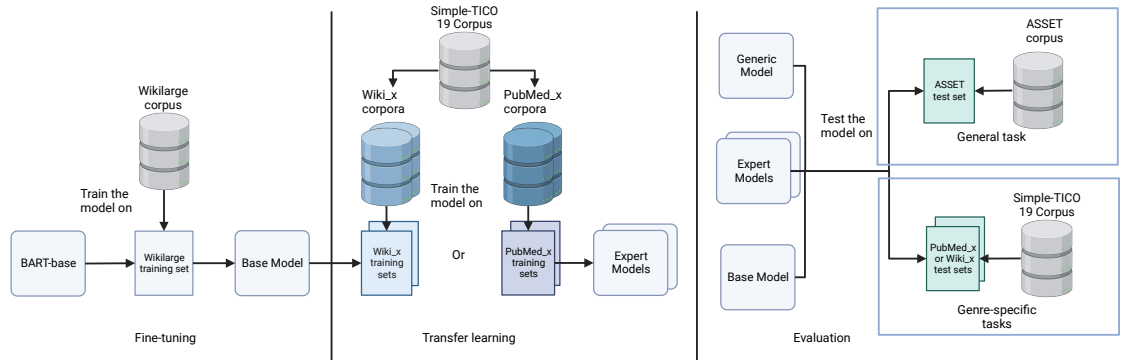 Wikilarge
corpus
Train the
model on
BART-base
Wikilarge
training set
Base Model
Fine-tuning
Simple-TICO
19 Corpus
Wiki_x
corpora
PubMed_x
corpora
Train the
model on
Wiki_x
training
sets
Or
PubMed_x
training
sets
Expert
Models
Transfer learning
Generic
Model
Expert
Models
Base Model
Test the
model on
ASSET
corpus
ASSET
test set
General task
Simple-TICO
19 Corpus
PubMed_x
or Wiki_x
test sets
Genre-specific
tasks
Evaluation